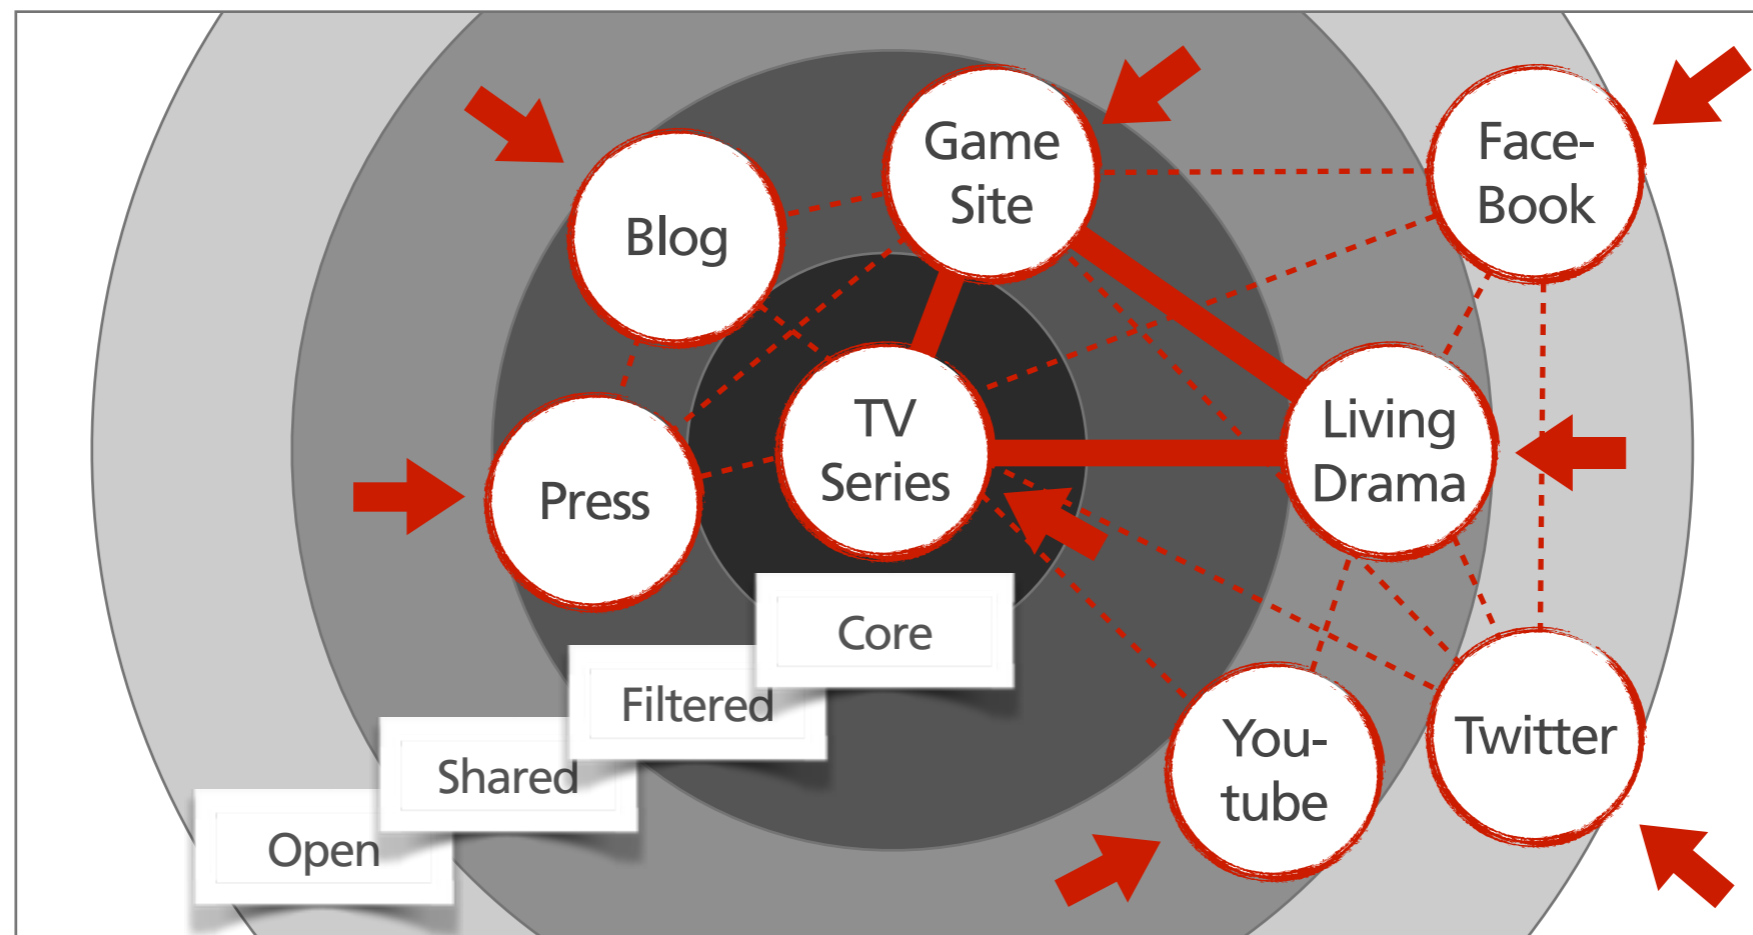 Game
Site
Face-
Book
Blog
TV
Series
Living
Drama
Press
Core
Filtered
Shared
Open
You-
tube
Twitter